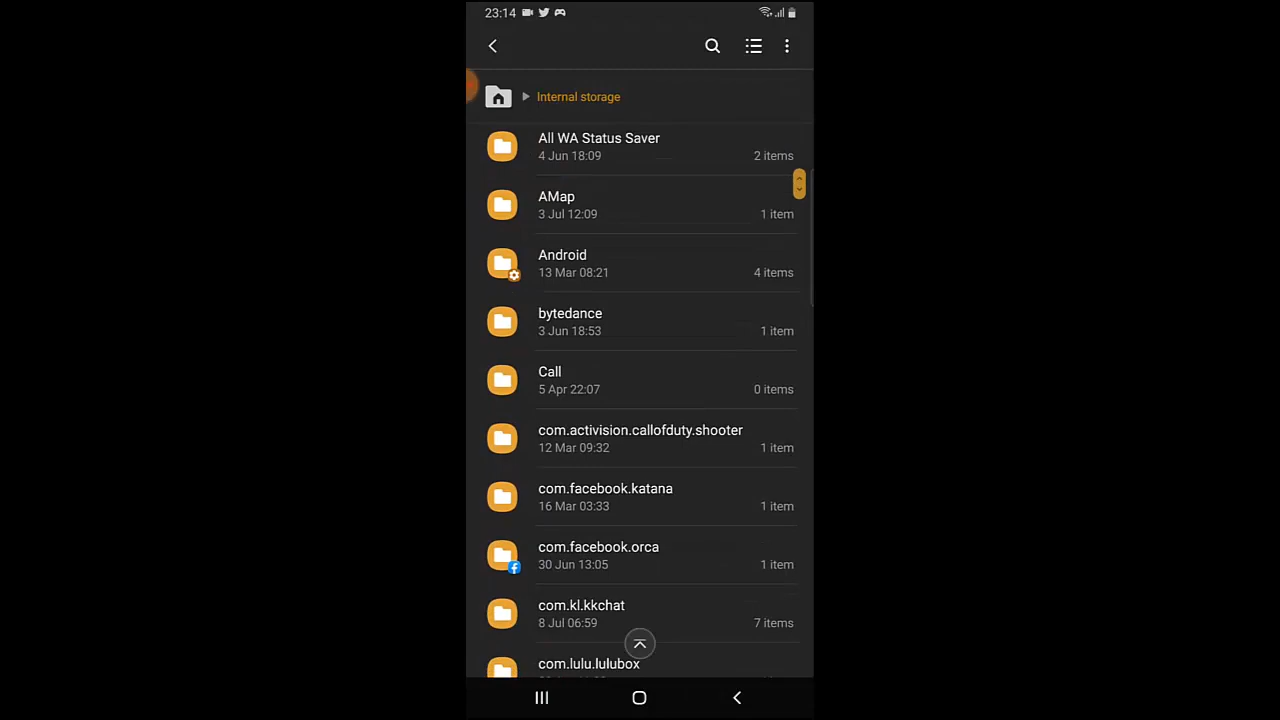 23:14
Internal storage
All WA Status Saver
4 Jun 18:09
2 items
AMap
3 Jul 12:09
1 item
Android
13 Mar 08:21
4 items
bytedance
3 Jun 18:53
1 item
Call
5 Apr 22:07
0 items
com.activision.callofduty.shooter
12 Mar 09:32
1 item
com.facebook.katana
16 Mar 03:33
1 item
com.facebook.orca
30 Jun 13:05
1 item
com.kl.kkchat
8 Jul 06:59
7 items
com.lulu.lulubox